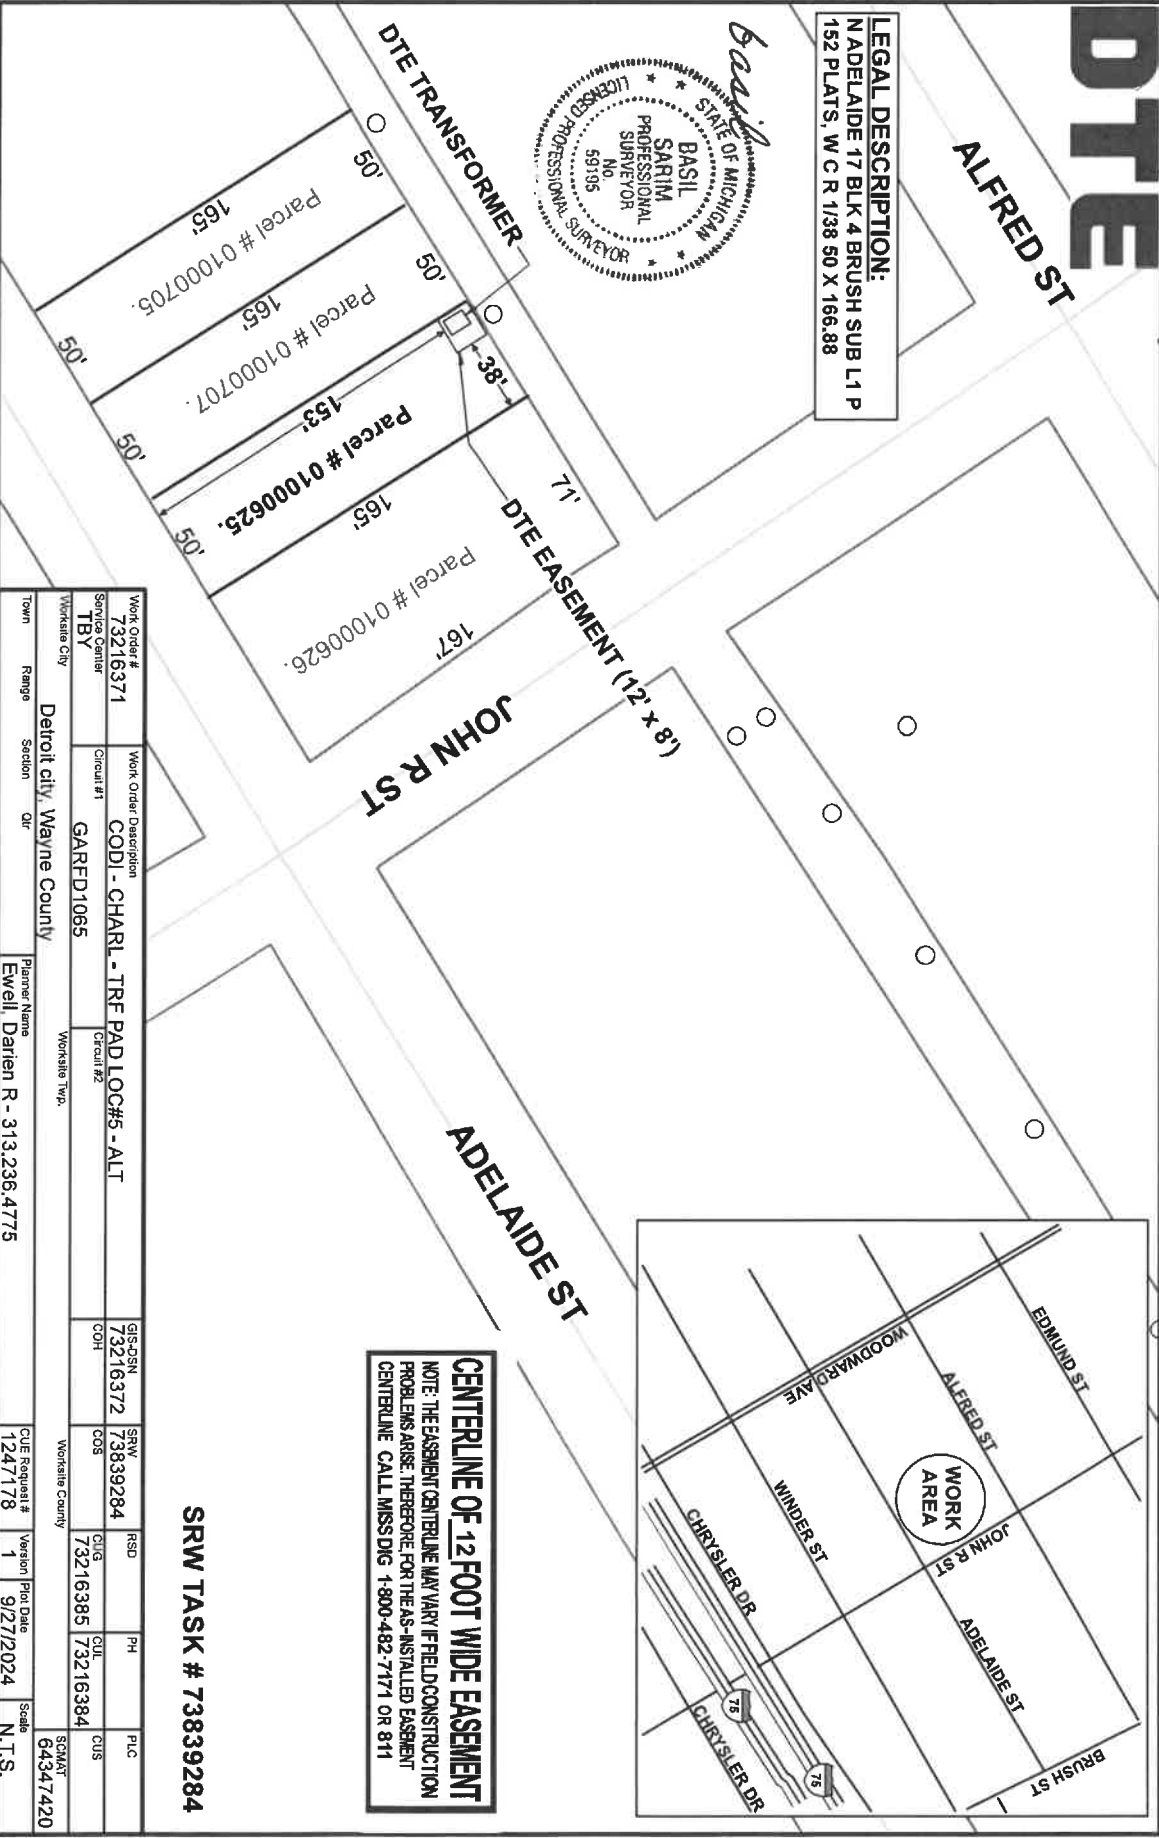 DTE
LEGAL DESCRIPTION:
N ADELAIDE 17 BLK 4 BRUSH SUB L1 P
152 PLATS, W C R 1/38 50 X 166.88
ALFRED ST
Basil
STATE OF MICHIGAN
BASIL
SARIM
PROFESSIONAL
SURVEYOR
No.
59195
LICENSED PROFESSIONAL SURVEYOR
DTE TRANSFORMER
50'
50'
38'
71'
165'
Parcel # 01000705.
165'
Parcel # 01000707.
153'
Parcel # 01000625.
165'
Parcel # 01000626.
167'
50'
50'
50'
DTE EASEMENT (12' x 8')
JOHN R ST
ADELAIDE ST
EDMUND ST
WOODWARD AVE
ALFRED ST
WORK
AREA
JOHN R ST
WINDER ST
ADELAIDE ST
CHRYSLER DR
BRUSH ST
75
75
CHRYSLER DR
CENTERLINE OF 12 FOOT WIDE EASEMENT
NOTE: THE EASEMENT CENTERLINE MAY VARY IF FIELD CONSTRUCTION
PROBLEMS ARISE. THEREFORE, FOR THE AS-INSTALLED EASEMENT
CENTERLINE CALL MISS DIG 1-800-482-7171 OR 811
SRW TASK # 73839284
Work Order # Work Order Description GIS-DSN SRW RSD PH PLC
73216371 CODI - CHARL - TRF PAD LOC#5 - ALT 73216372 73839284
Service Center Circuit #1 Circuit #2 COH COS CUG CUL CUS
TBY GARFD1065 73216385 73216384
Worksite City Worksite Twp. Worksite County SCMAT
Detroit city, Wayne County 64347420
Town Range Section Qtr Planner Name CUE Request # Version Plot Date Scale
Ewell, Darien R - 313.236.4775 1247178 1 9/27/2024 N.T.S.